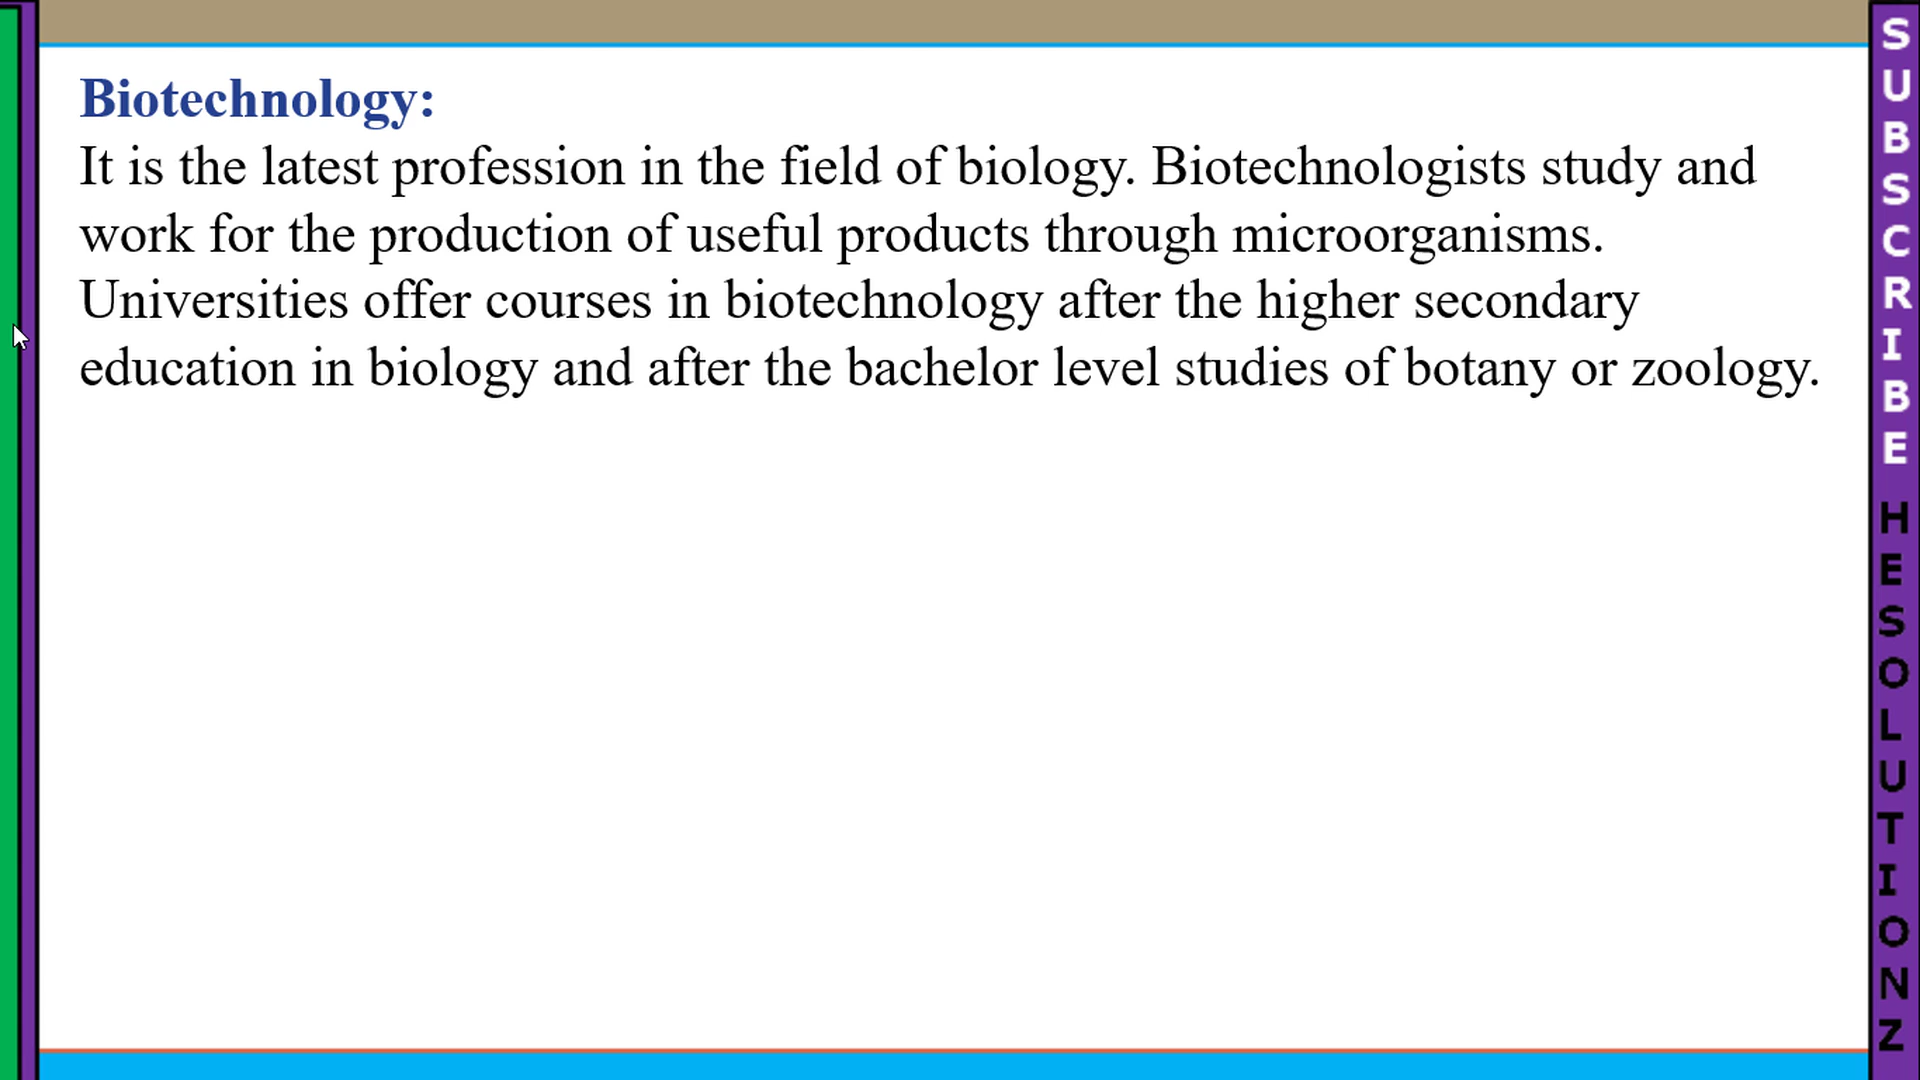 Biotechnology:
It is the latest profession in the field of biology. Biotechnologists study and
work for the production of useful products through microorganisms.
Universities offer courses in biotechnology after the higher secondary
education in biology and after the bachelor level studies of botany or zoology.
SUBSCRIBE HESOLUTIONZ